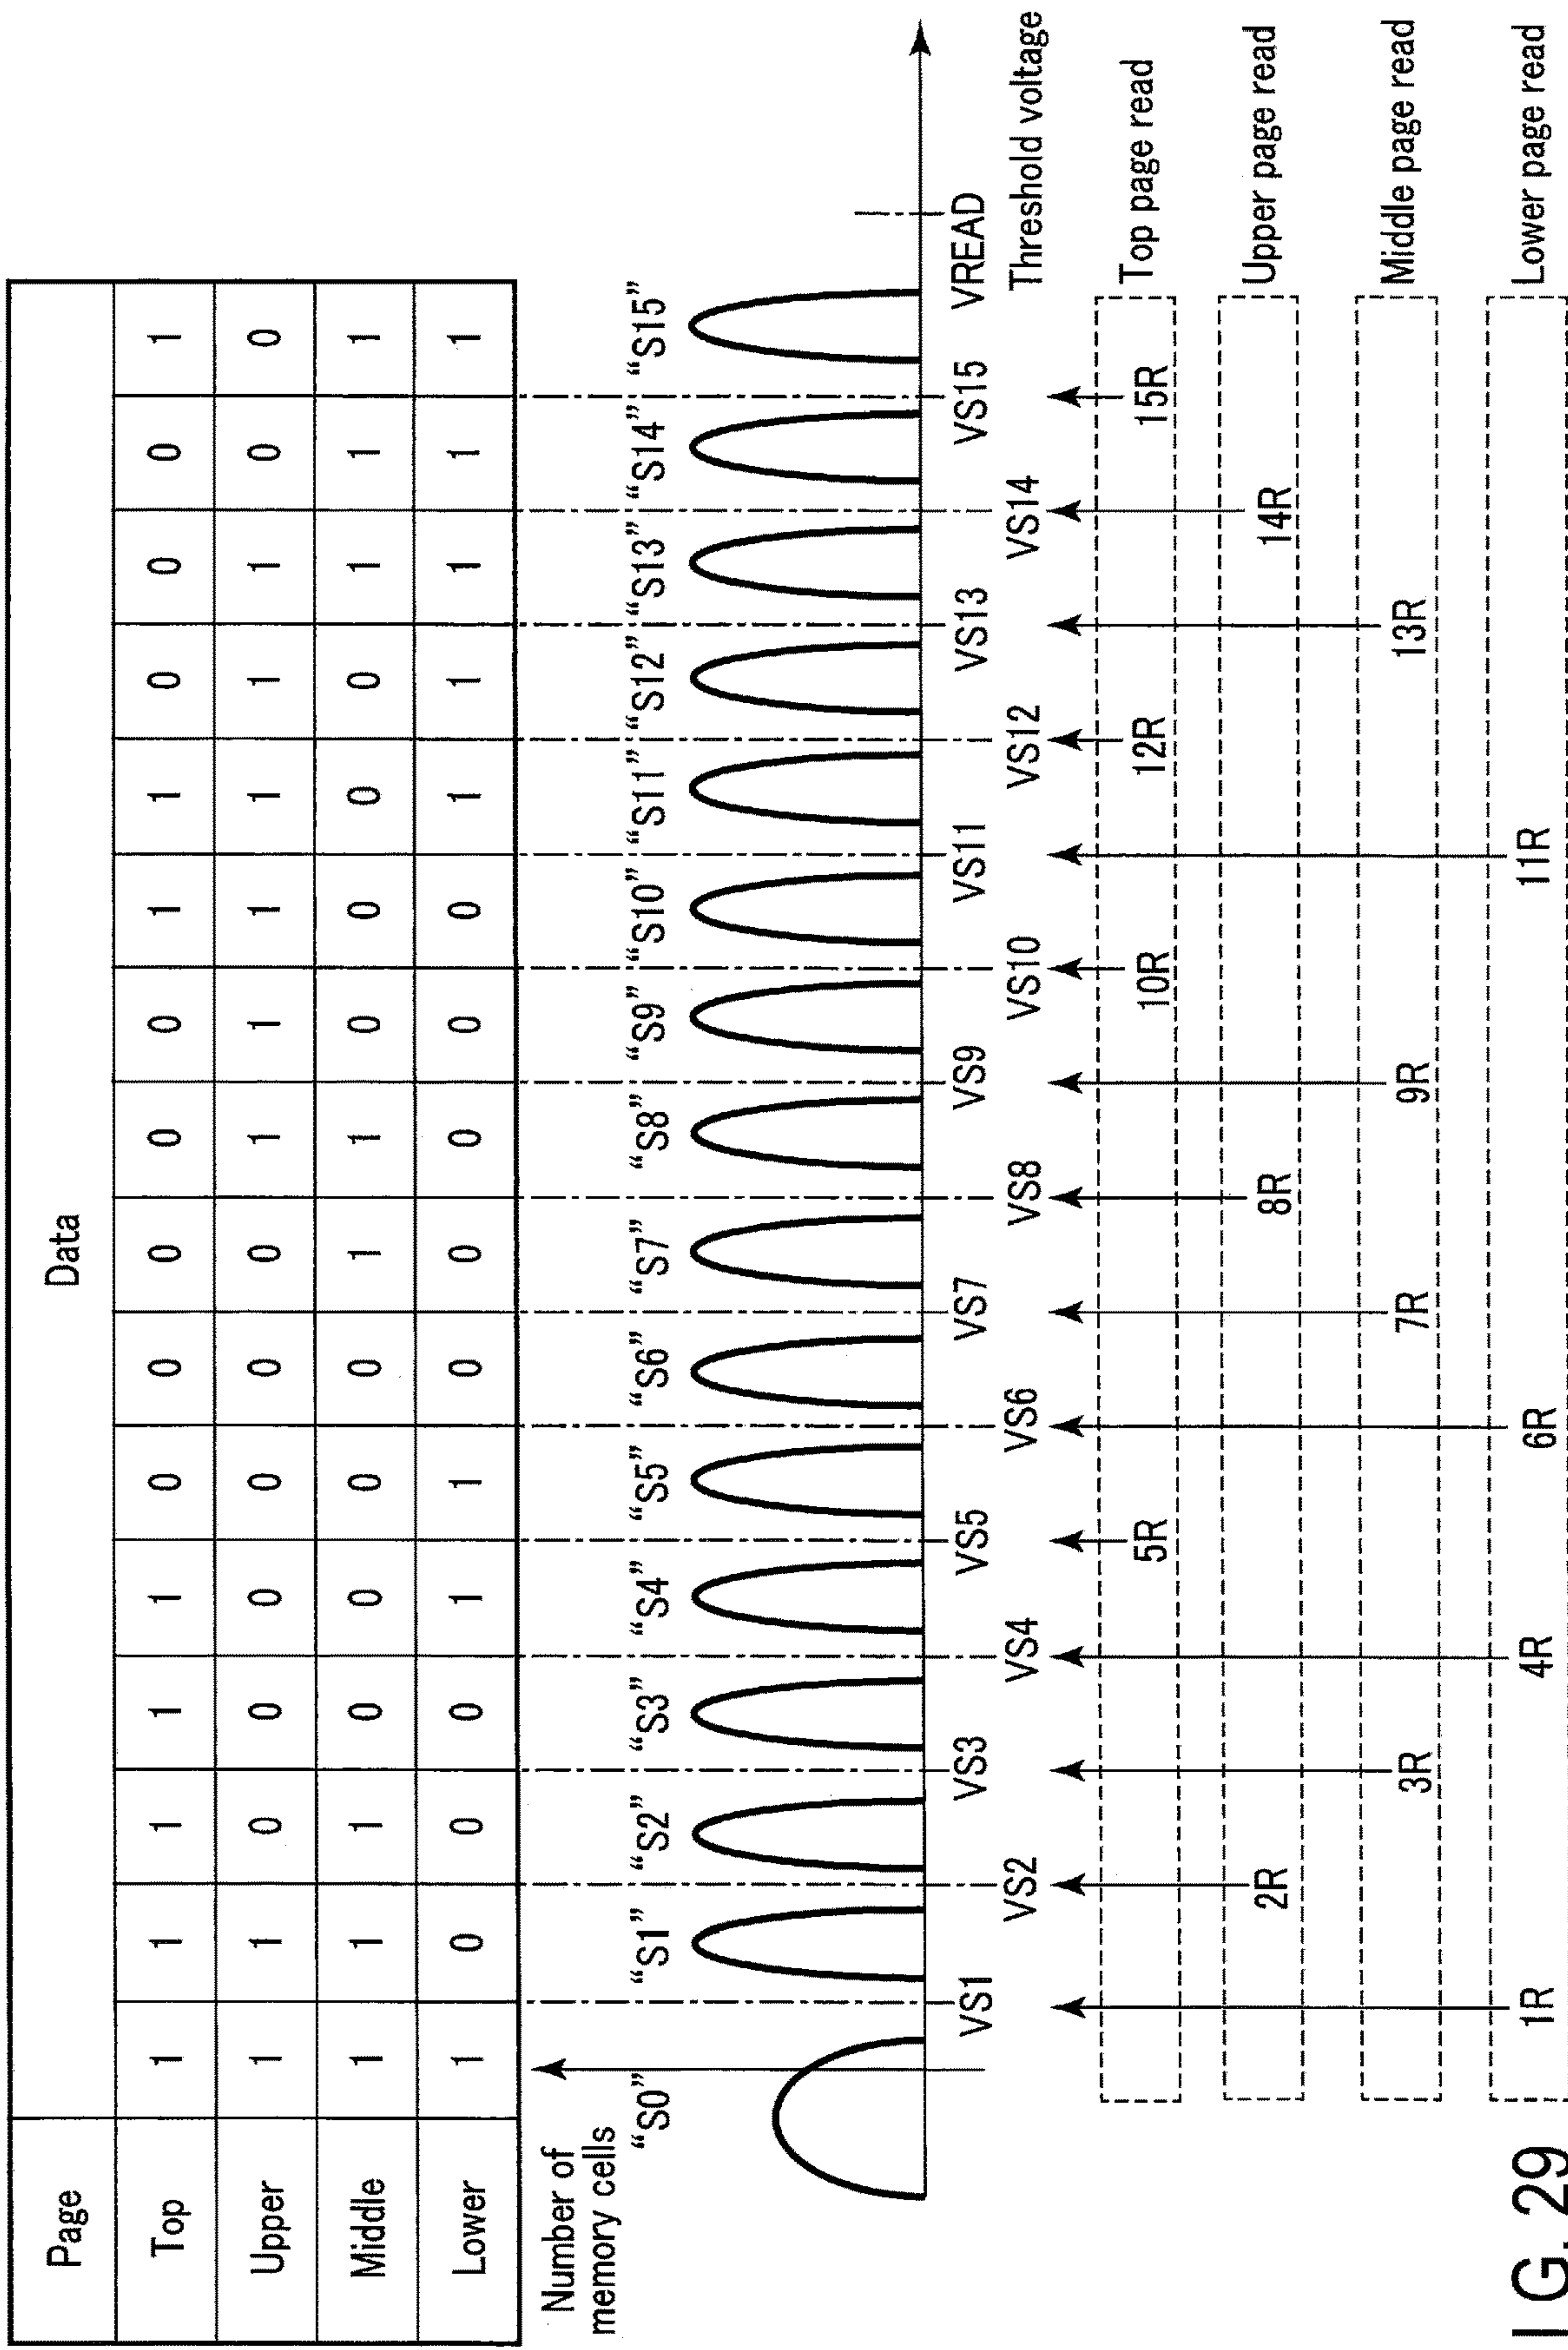 Page Data
Top 1 1 1 1 1 0 0 0 0 0 1 1 0 0 0 1
Upper 1 1 0 0 0 0 0 0 1 1 1 1 1 1 0 0
Middle 1 1 1 0 0 0 0 1 1 0 0 0 0 1 1 1
Lower 1 0 0 0 1 1 0 0 0 0 0 1 1 1 1 1
Number of
memory cells
“S0” “S1” “S2” “S3” “S4” “S5” “S6” “S7” “S8” “S9” “S10” “S11” “S12” “S13” “S14” “S15”
VS1 VS3 VS5 VS7 VS9 VS11 VS13 VS15 VREAD
VS2 VS4 VS6 VS8 VS10 VS12 VS14 Threshold voltage
5R 10R 12R 15R Top page read
2R 8R 14R Upper page read
3R 7R 9R 13R Middle page read
1R 4R 6R 11R Lower page read
I G. 29